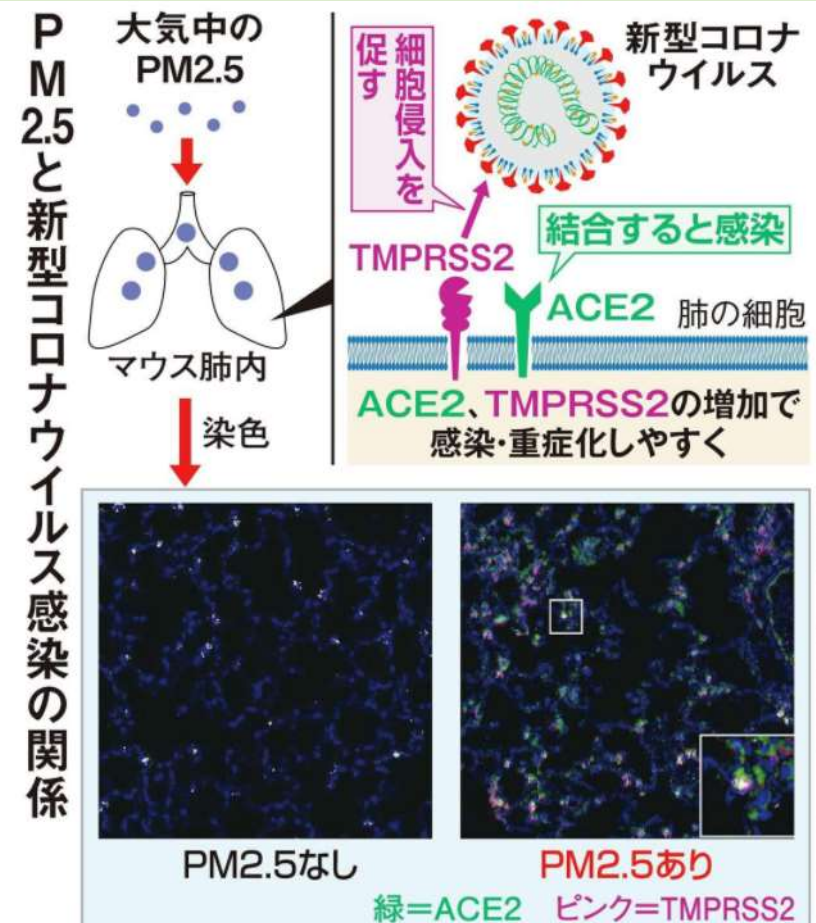 PM2.5と新型コロナウイルス感染の関係
大気中の
PM2.5
マウス肺内
染色
細胞侵入を
促す
新型コロナ
ウイルス
TMPRSS2
結合すると感染
ACE2
肺の細胞
ACE2、TMPRSS2の増加で
感染・重症化しやすく
PM2.5なし
PM2.5あり
緑=ACE2 ピンク=TMPRSS2